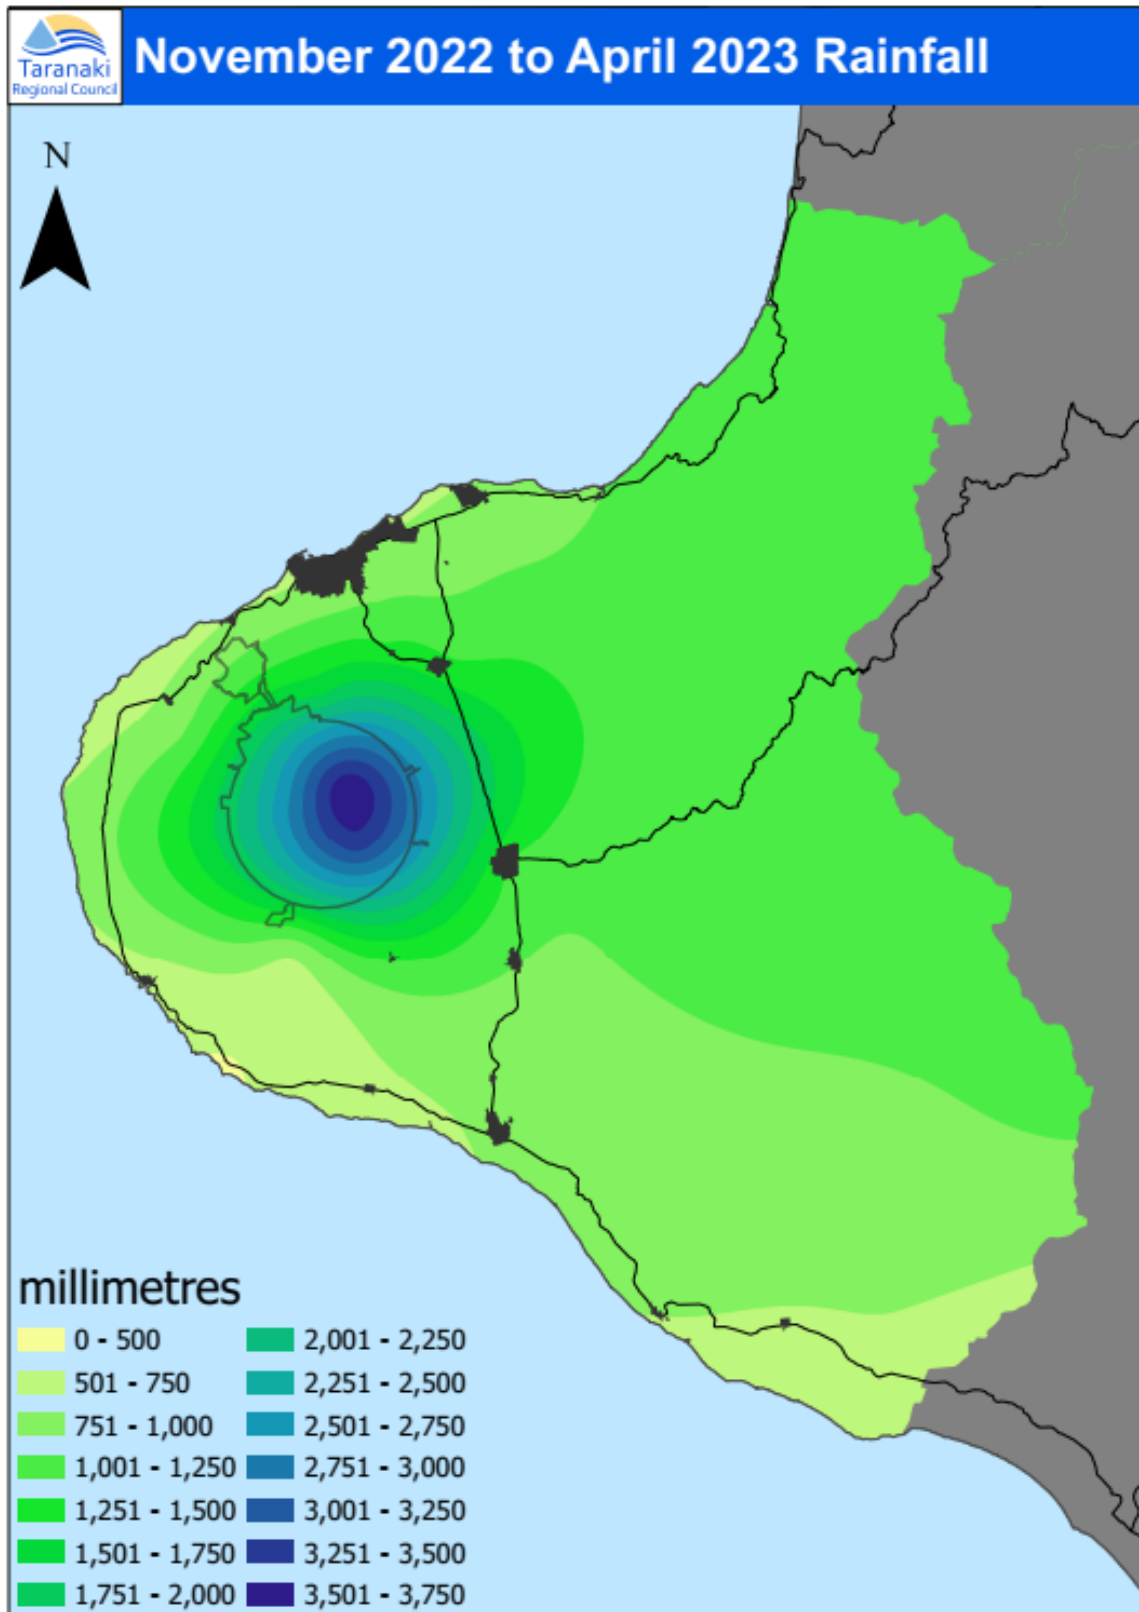 Taranaki
Regional Council
November 2022 to April 2023 Rainfall
N
millimetres
0 - 500
501 - 750
751 - 1,000
1,001 - 1,250
1,251 - 1,500
1,501 - 1,750
1,751 - 2,000
2,001 - 2,250
2,251 - 2,500
2,501 - 2,750
2,751 - 3,000
3,001 - 3,250
3,251 - 3,500
3,501 - 3,750